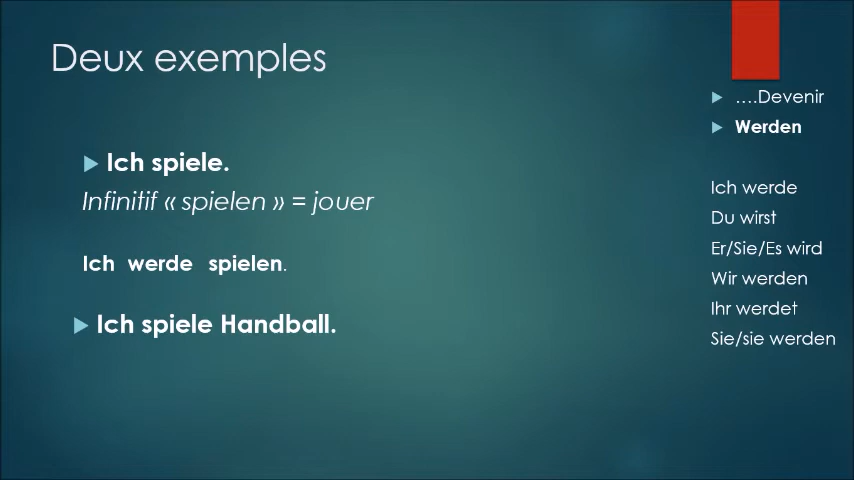 Deux exemples
Ich spiele.
Infinitif « spielen » = jouer
Ich werde spielen.
Ich spiele Handball.
....Devenir
Werden
Ich werde
Du wirst
Er/Sie/Es wird
Wir werden
Ihr werdet
Sie/sie werden